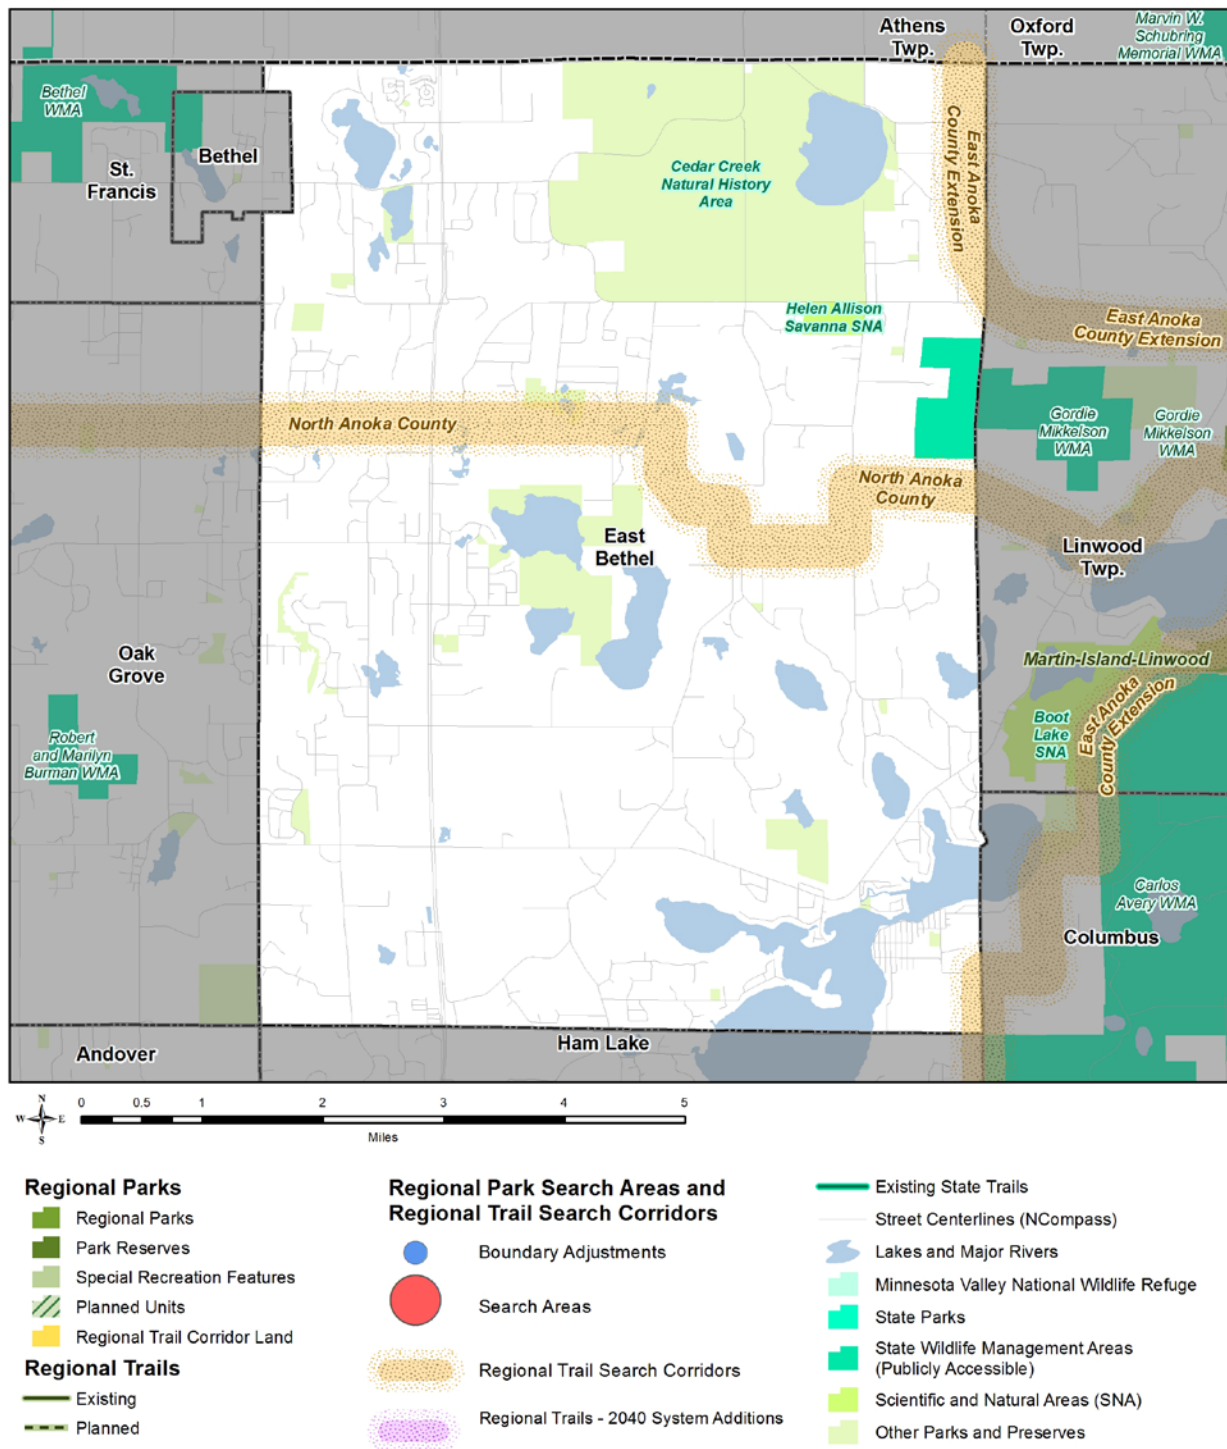 Athens
Twp.
Oxford
Twp.
Marvin W.
Schubring
Memorial WMA
Bethel
WMA
Bethel
St.
Francis
Cedar Creek
Natural History
Area
East Anoka
County Extension
Helen Allison
Savanna SNA
East Anoka
County Extension
North Anoka County
Gordie
Mikkelson
WMA
Gordie
Mikkelson
WMA
North Anoka
County
East
Bethel
Linwood
Twp.
Oak
Grove
Martin-Island-Linwood
Robert
and Marilyn
Burman WMA
Boot
Lake
SNA
East Anoka
County Extension
Carlos
Avery WMA
Columbus
Andover
Ham Lake
N
W E
S
0 0.5 1 2 3 4 5
Miles
Regional Parks
Regional Parks
Park Reserves
Special Recreation Features
Planned Units
Regional Trail Corridor Land
Regional Trails
Existing
Planned
Regional Park Search Areas and
Regional Trail Search Corridors
Boundary Adjustments
Search Areas
Regional Trail Search Corridors
Regional Trails - 2040 System Additions
Existing State Trails
Street Centerlines (NCompass)
Lakes and Major Rivers
Minnesota Valley National Wildlife Refuge
State Parks
State Wildlife Management Areas
(Publicly Accessible)
Scientific and Natural Areas (SNA)
Other Parks and Preserves